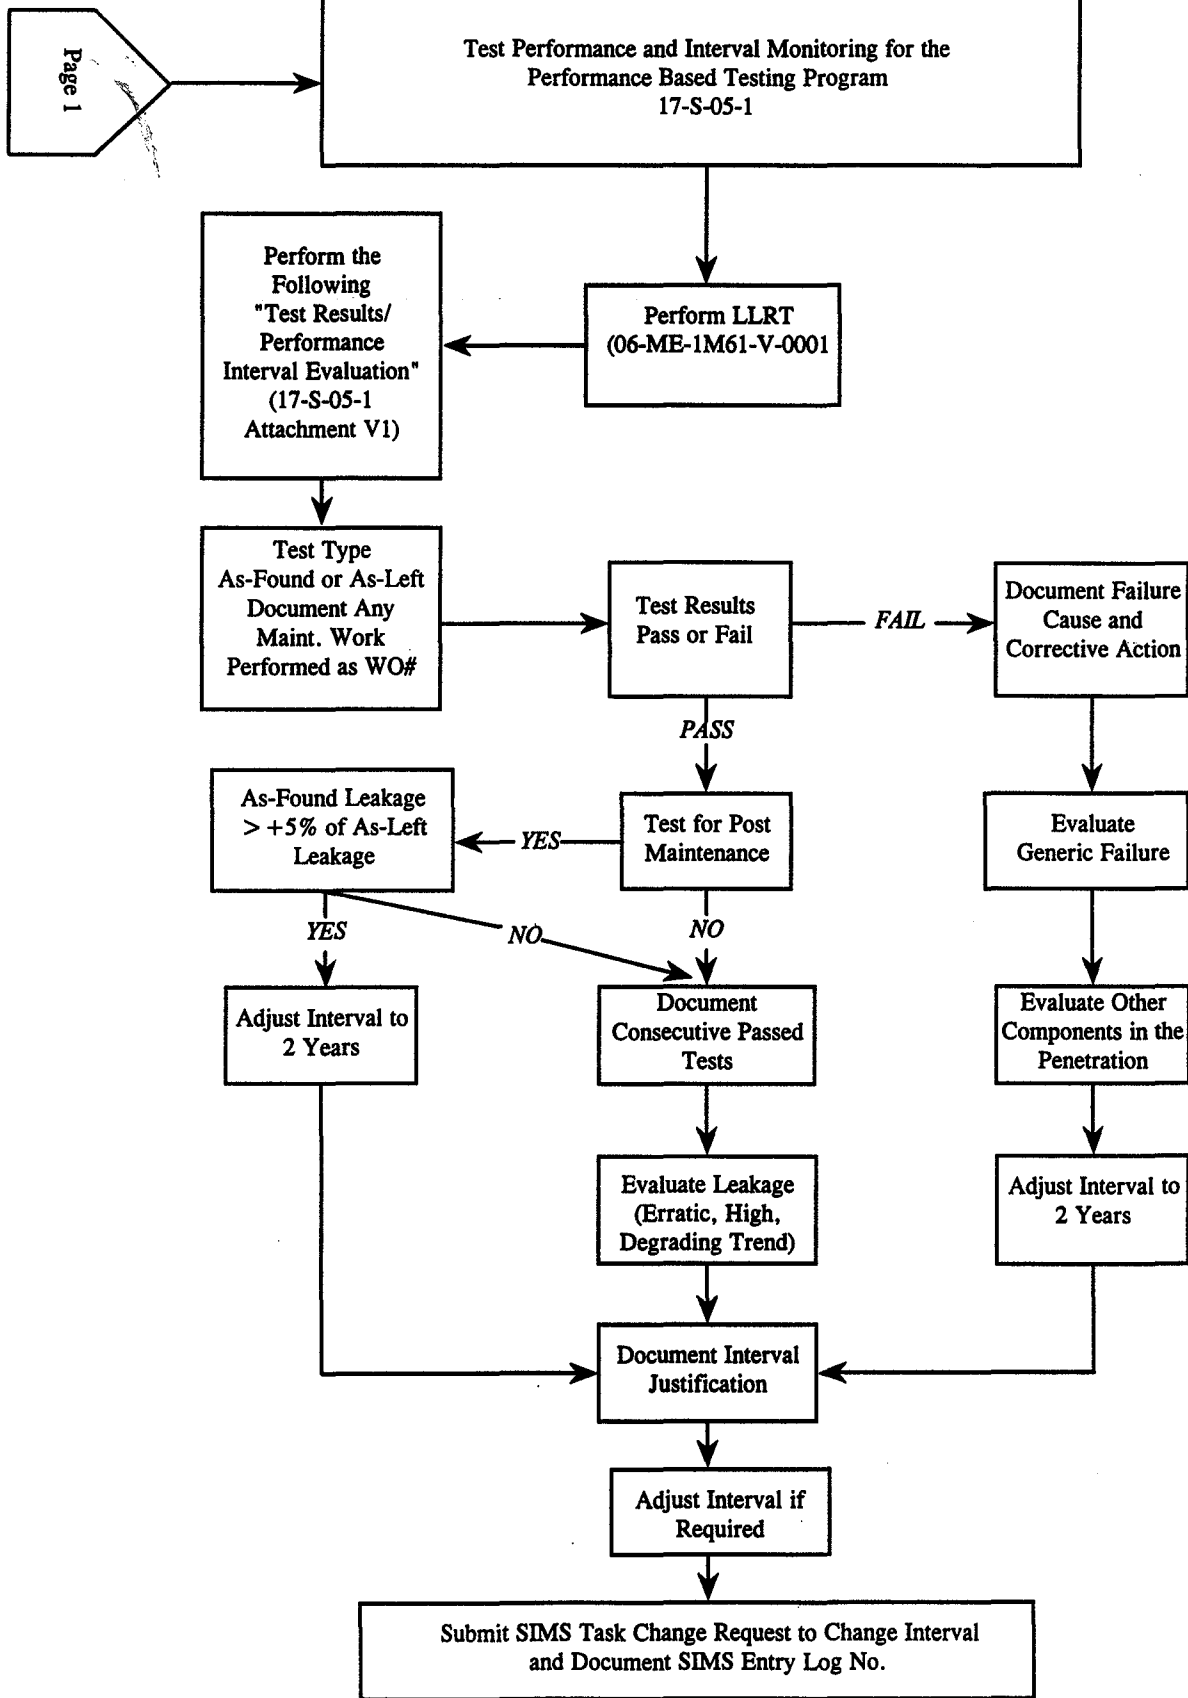 Page 1
Test Performance and Interval Monitoring for the
Performance Based Testing Program
17-S-05-1
Perform LLRT
(06-ME-1M61-V-0001
Perform the
Following
"Test Results/
Performance
Interval Evaluation"
(17-S-05-1
Attachment V1)
Test Type
As-Found or As-Left
Document Any
Maint. Work
Performed as WO#
Test Results
Pass or Fail
FAIL
Document Failure
Cause and
Corrective Action
PASS
As-Found Leakage
> +5% of As-Left
Leakage
YES
Test for Post
Maintenance
Evaluate
Generic Failure
YES
NO
NO
Adjust Interval to
2 Years
Document
Consecutive Passed
Tests
Evaluate Other
Components in the
Penetration
Evaluate Leakage
(Erratic, High,
Degrading Trend)
Adjust Interval to
2 Years
Document Interval
Justification
Adjust Interval if
Required
Submit SIMS Task Change Request to Change Interval
and Document SIMS Entry Log No.